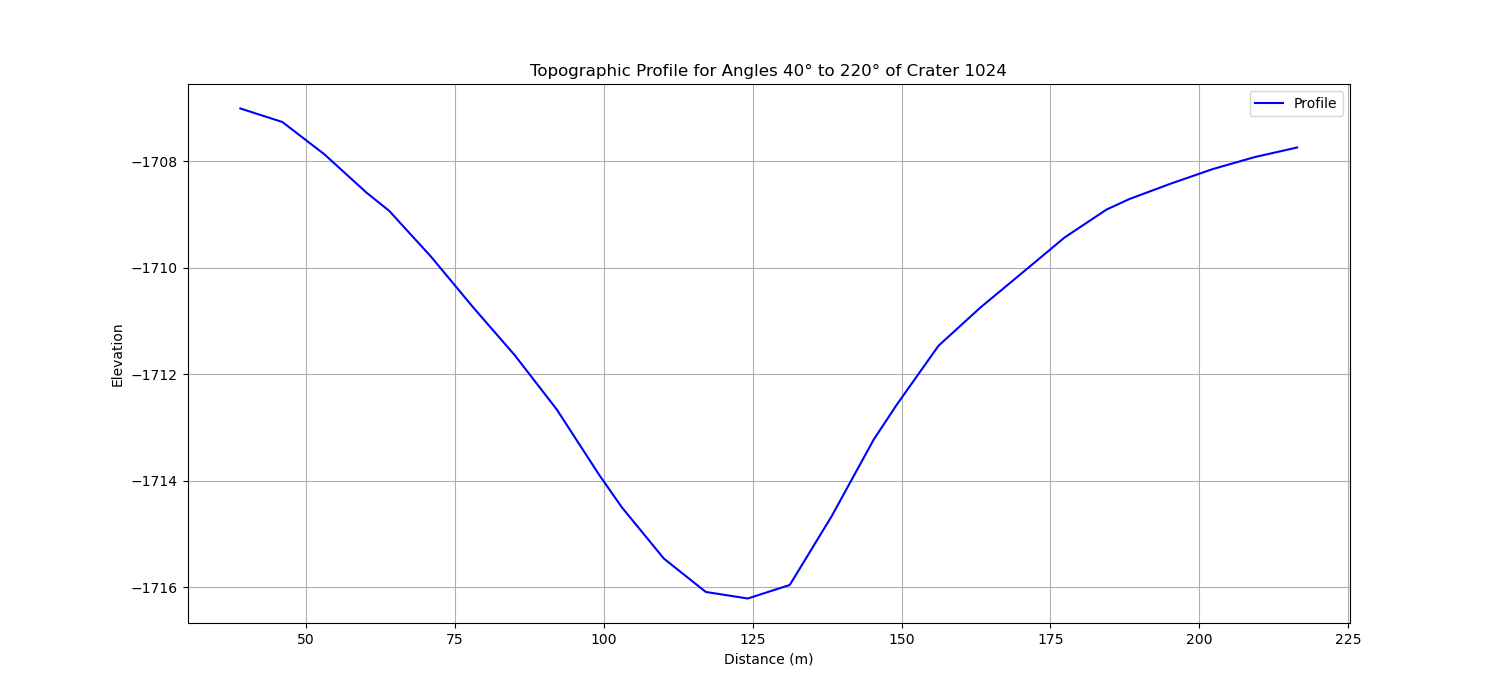 Topographic Profile for Angles 40° to 220° of Crater 1024
Profile
−1708
−1710
−1712
−1714
−1716
Elevation
50 75 100 125 150 175 200 225
Distance (m)